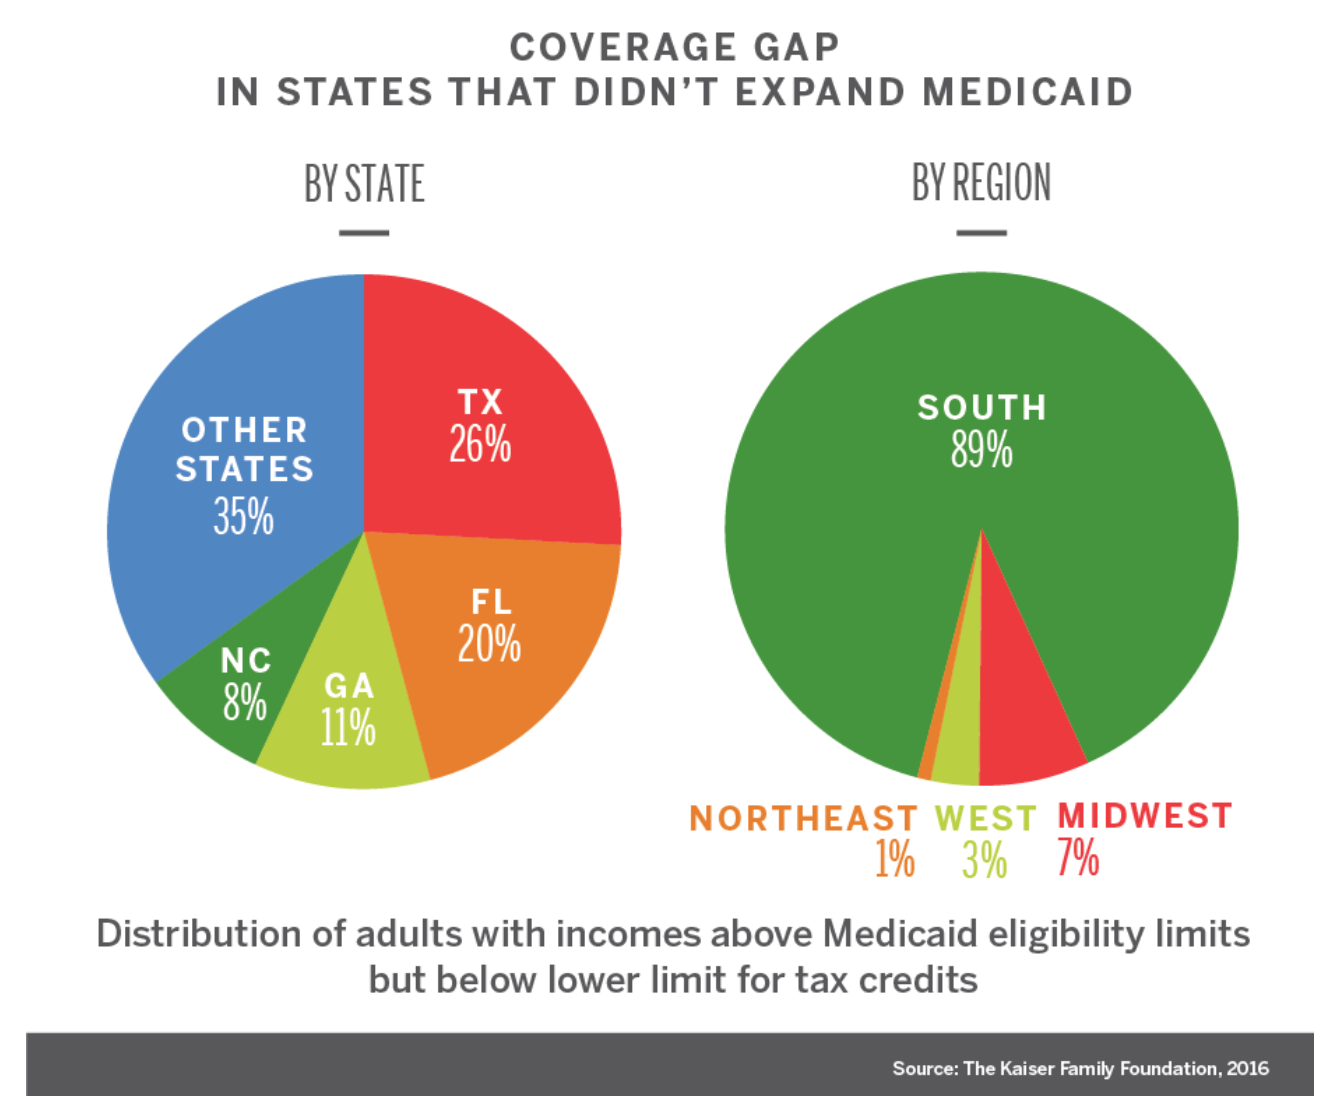 COVERAGE GAP
IN STATES THAT DIDN'T EXPAND MEDICAID
BY STATE
OTHER
STATES
35%
TX
26%
FL
20%
GA
11%
NC
8%
BY REGION
SOUTH
89%
NORTHEAST
1%
WEST
3%
MIDWEST
7%
Distribution of adults with incomes above Medicaid eligibility limits
but below lower limit for tax credits
Source: The Kaiser Family Foundation, 2016